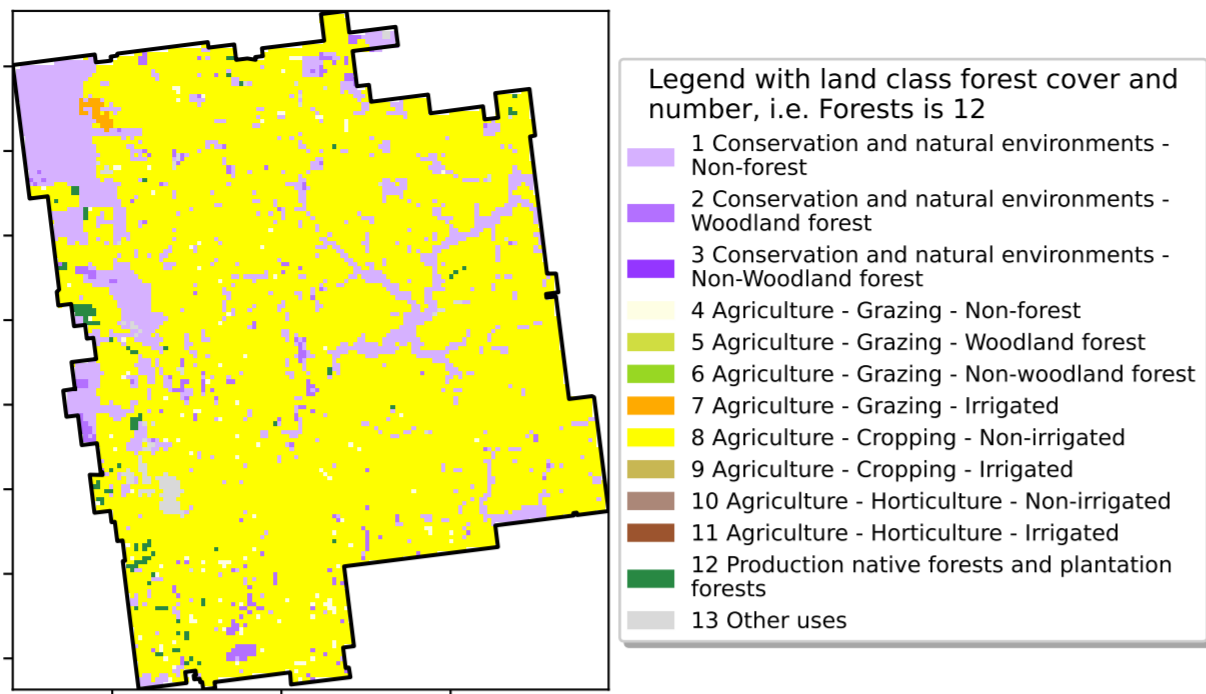 Legend with land class forest cover and
number, i.e. Forests is 12
1 Conservation and natural environments -
Non-forest
2 Conservation and natural environments -
Woodland forest
3 Conservation and natural environments -
Non-Woodland forest
4 Agriculture - Grazing - Non-forest
5 Agriculture - Grazing - Woodland forest
6 Agriculture - Grazing - Non-woodland forest
7 Agriculture - Grazing - Irrigated
8 Agriculture - Cropping - Non-irrigated
9 Agriculture - Cropping - Irrigated
10 Agriculture - Horticulture - Non-irrigated
11 Agriculture - Horticulture - Irrigated
12 Production native forests and plantation
forests
13 Other uses